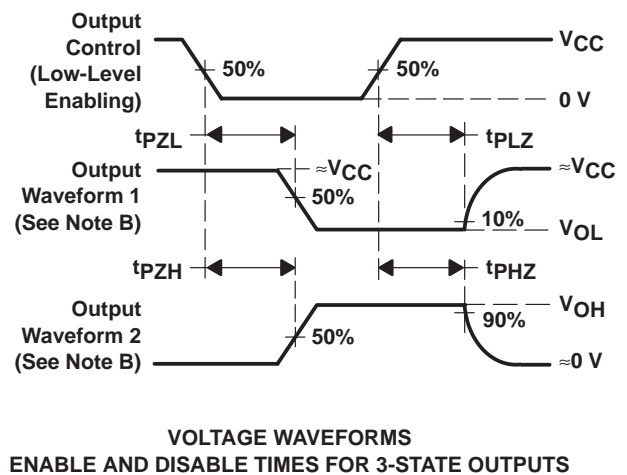 Output
Control
(Low-Level
Enabling)
VCC
50%
50%
0 V
tPZL
tPLZ
Output
Waveform 1
(See Note B)
≈VCC
≈VCC
50%
10%
VOL
tPZH
tPHZ
Output
Waveform 2
(See Note B)
VOH
50%
90%
≈0 V
VOLTAGE WAVEFORMS
ENABLE AND DISABLE TIMES FOR 3-STATE OUTPUTS